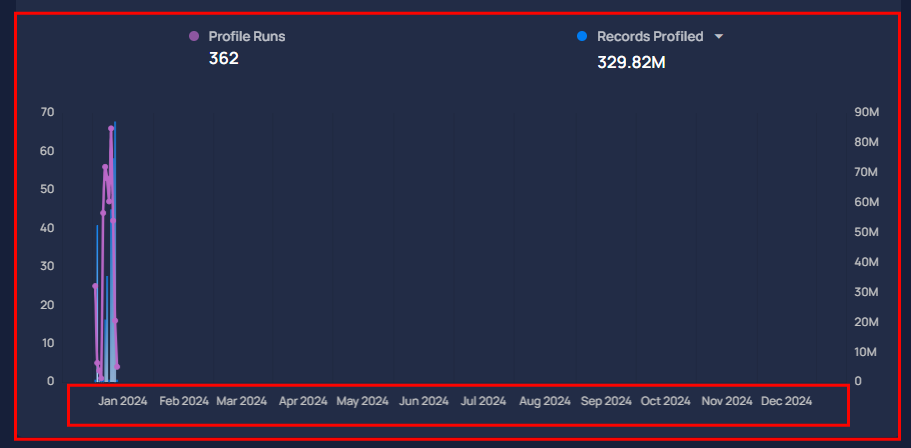 Profile Runs
362
Records Profiled
329.82M
70
60
50
40
30
20
10
0
90M
80M
70M
60M
50M
40M
30M
20M
10M
0
Jan 2024 Feb 2024 Mar 2024 Apr 2024 May 2024 Jun 2024 Jul 2024 Aug 2024 Sep 2024 Oct 2024 Nov 2024 Dec 2024